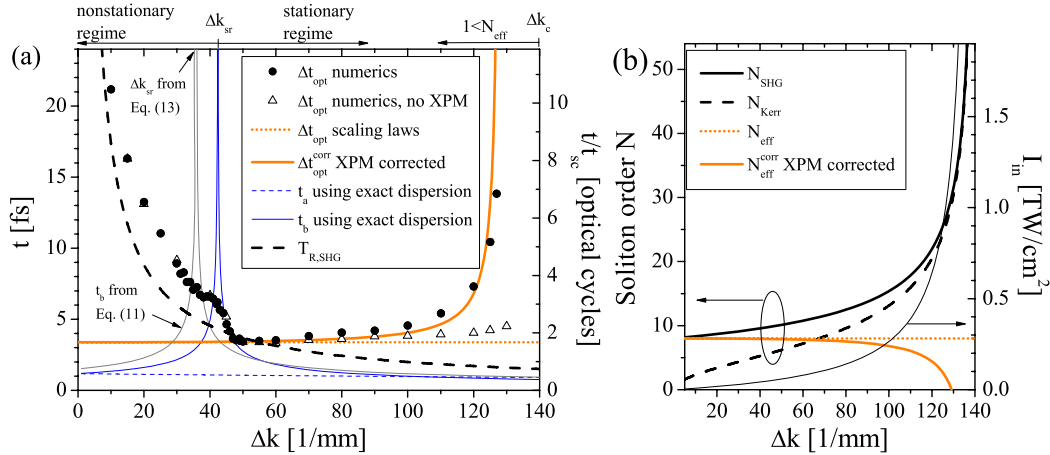 nonstationary
regime
Δk_sr
stationary
regime
1<N_eff
Δk_c
(a)
Δk_sr from
Eq. (13)
Δt_opt numerics
Δt_opt numerics, no XPM
Δt_opt scaling laws
Δt_opt^corr XPM corrected
t_a using exact dispersion
t_b using exact dispersion
T_R,SHG
t_b from
Eq. (11)
t [fs]
20
15
10
5
0
t/t_sc [optical cycles]
10
8
6
4
2
0
0 20 40 60 80 100 120 140
Δk [1/mm]
(b)
N_SHG
N_Kerr
N_eff
N_eff^corr XPM corrected
Soliton order N
50
40
30
20
10
0
I_in [TW/cm²]
1.5
1.0
0.5
0.0
20 40 60 80 100 120 140
Δk [1/mm]